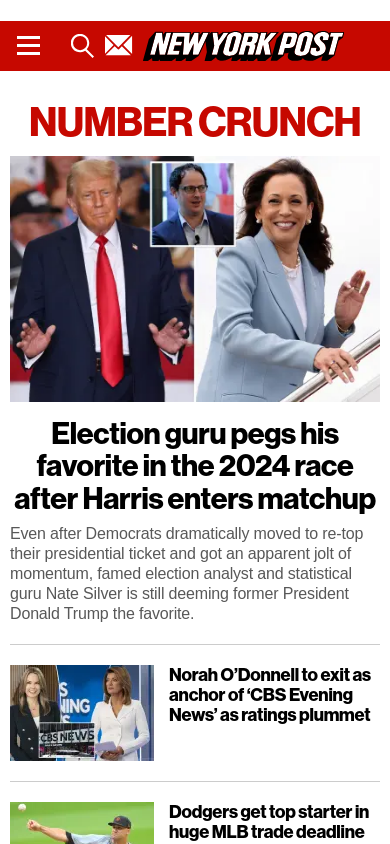 NEW YORK POST
NUMBER CRUNCH
Election guru pegs his
favorite in the 2024 race
after Harris enters matchup
Even after Democrats dramatically moved to re-top
their presidential ticket and got an apparent jolt of
momentum, famed election analyst and statistical
guru Nate Silver is still deeming former President
Donald Trump the favorite.
Norah O’Donnell to exit as
anchor of ‘CBS Evening
News’ as ratings plummet
CBS NEWS
Dodgers get top starter in
huge MLB trade deadline